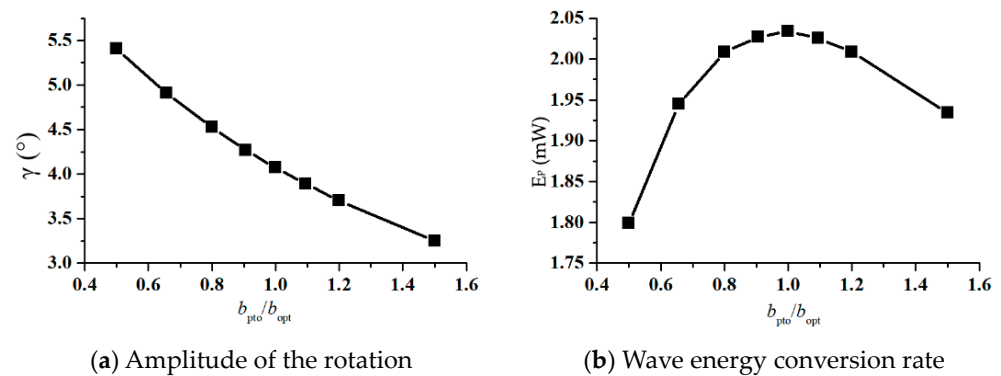 5.5
5.0
4.5
4.0
3.5
3.0
γ (°)
0.4 0.6 0.8 1.0 1.2 1.4 1.6
b_pto/b_opt
(a) Amplitude of the rotation
2.05
2.00
1.95
1.90
1.85
1.80
1.75
E_P (mW)
0.4 0.6 0.8 1.0 1.2 1.4 1.6
b_pto/b_opt
(b) Wave energy conversion rate